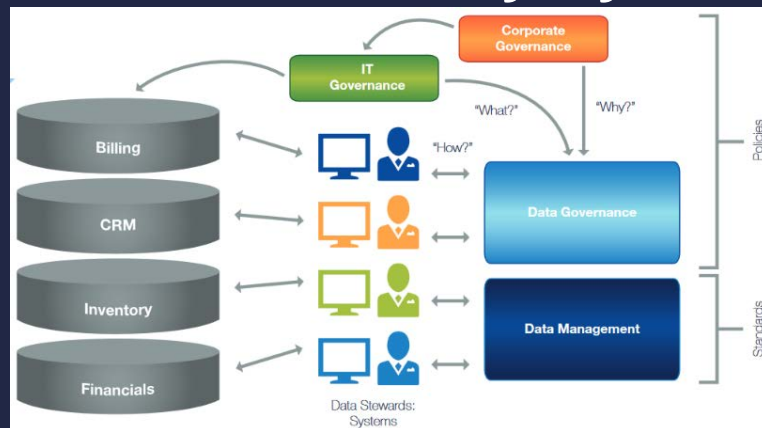 Corporate
Governance
IT
Governance
"What?"
"Why?"
Billing
"How?"
Policies
CRM
Data Governance
Inventory
Data Management
Standards
Financials
Data Stewards:
Systems